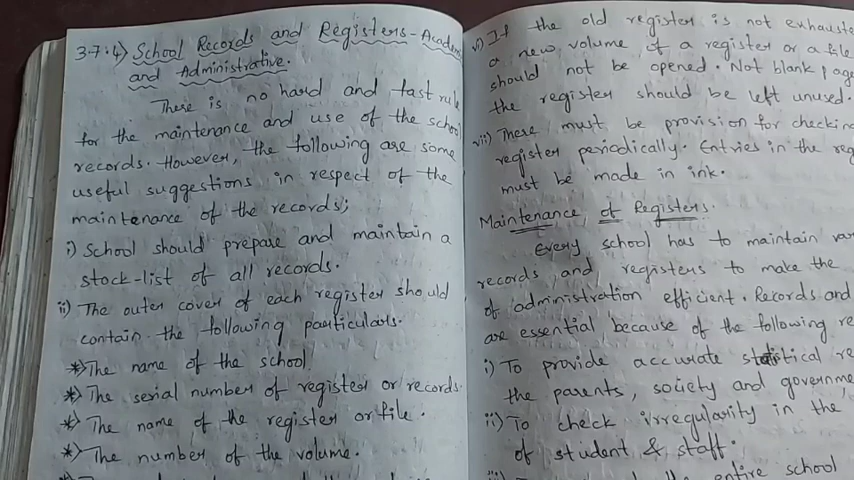 3.7.4) School Records and Registers - Academ
and Administrative.
There is no hard and fast rule
for the maintenance and use of the school
records. However, the following are some
useful suggestions in respect of the
maintenance of the records;
i) School should prepare and maintain a
stock-list of all records.
ii) The outer cover of each register should
contain the following particulars.
* The name of the school
* The serial number of register or records.
* The name of the register or file.
* The number of the volume.
vi) If the old register is not exhauste
a new volume of a register or a file
should not be opened. Not blank page
the register should be left unused.
vii) There must be provision for checkin
register periodically. Entries in the reg
must be made in ink.
Maintenance of Registers.
Every school has to maintain var
records and registers to make the
of administration efficient. Records and
are essential because of the following re
i) To provide accurate statistical re
the parents, society and governme
ii) To check irregularity in the
of student & staff.
entire school